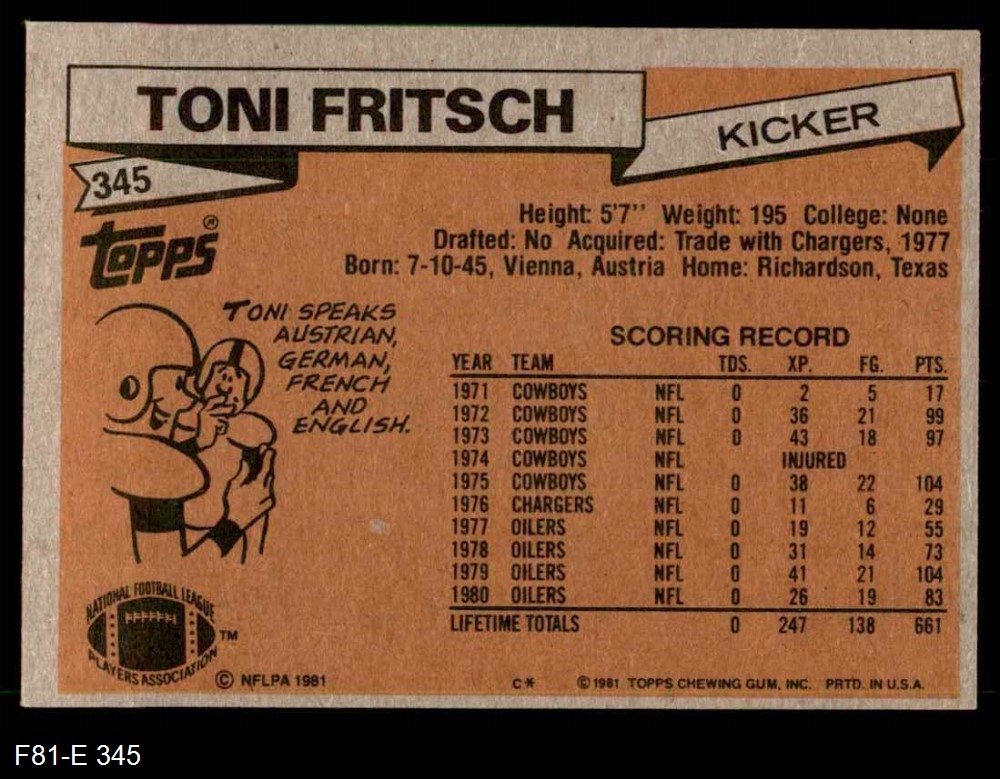 TONI FRITSCH
KICKER
345
Topps®
Height: 5'7'' Weight: 195 College: None
Drafted: No Acquired: Trade with Chargers, 1977
Born: 7-10-45, Vienna, Austria Home: Richardson, Texas
TONI SPEAKS
AUSTRIAN,
GERMAN,
FRENCH
AND
ENGLISH.
SCORING RECORD
YEAR TEAM TDS. XP. FG. PTS.
1971 COWBOYS NFL 0 2 5 17
1972 COWBOYS NFL 0 36 21 99
1973 COWBOYS NFL 0 43 18 97
1974 COWBOYS NFL INJURED
1975 COWBOYS NFL 0 38 22 104
1976 CHARGERS NFL 0 11 6 29
1977 OILERS NFL 0 19 12 55
1978 OILERS NFL 0 31 14 73
1979 OILERS NFL 0 41 21 104
1980 OILERS NFL 0 26 19 83
LIFETIME TOTALS 0 247 138 661
NATIONAL FOOTBALL LEAGUE
PLAYERS ASSOCIATION TM
© NFLPA 1981
C* © 1981 TOPPS CHEWING GUM, INC. PRTD. IN U.S.A.
F81-E 345